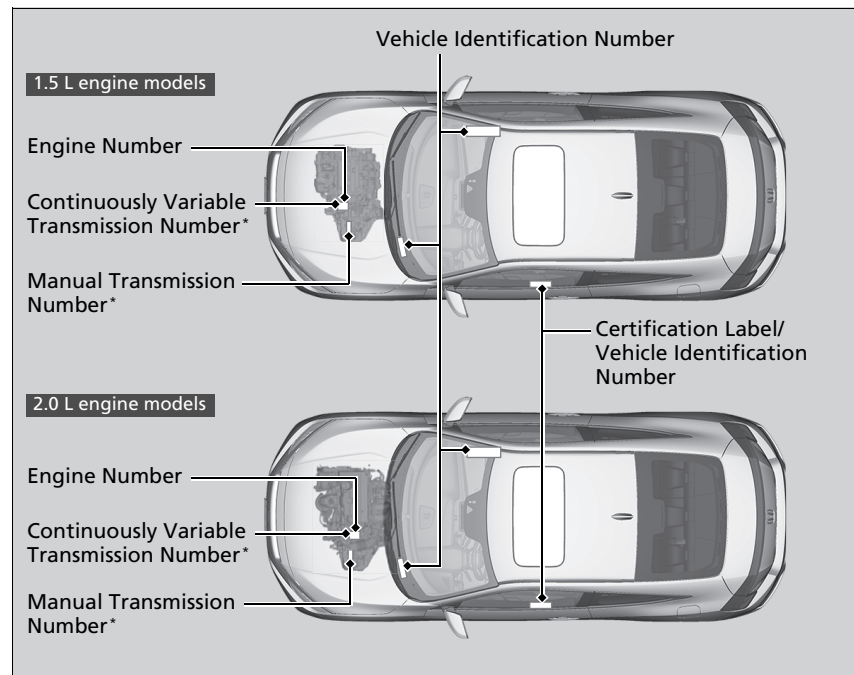 Vehicle Identification Number
1.5 L engine models
Engine Number
Continuously Variable
Transmission Number*
Manual Transmission
Number*
Certification Label/
Vehicle Identification
Number
2.0 L engine models
Engine Number
Continuously Variable
Transmission Number*
Manual Transmission
Number*